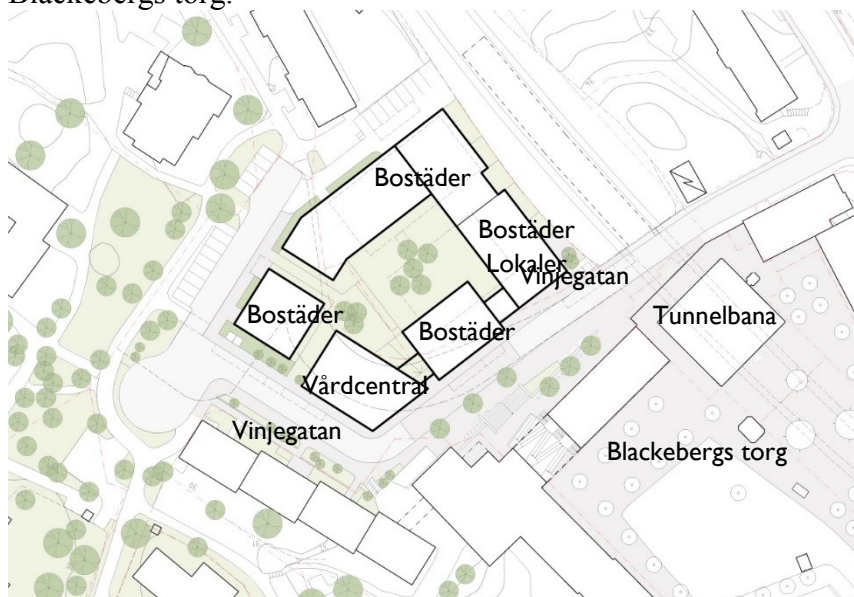 Blackebergs torg.
Bostäder
Bostäder
Lokaler
Vinjegatan
Bostäder
Bostäder
Tunnelbana
Vårdcentral
Vinjegatan
Blackebergs torg